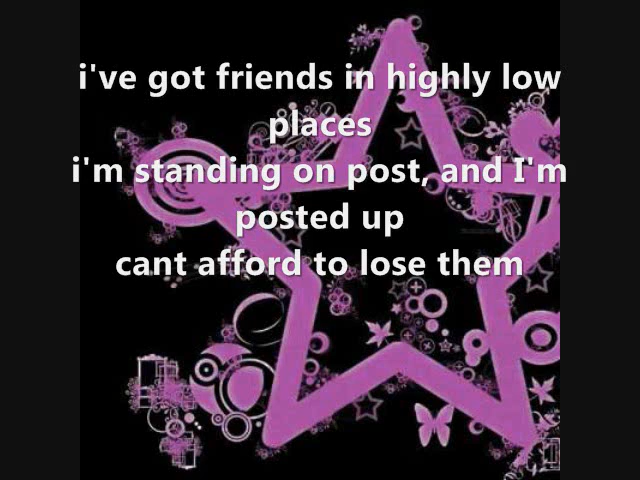 i've got friends in highly low
places
i'm standing on post, and I'm
posted up
cant afford to lose them